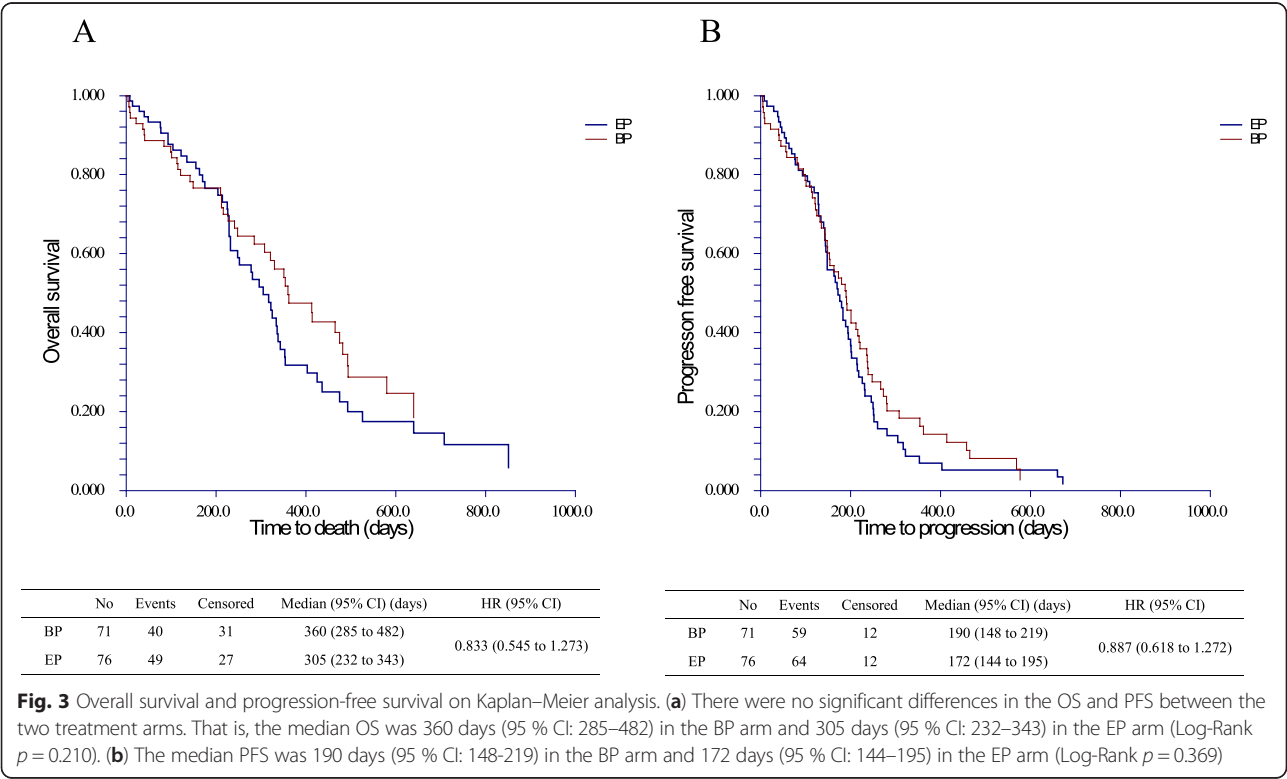 A
1.000
0.800
0.600
0.400
0.200
0.000
Overall survival
0.0 200.0 400.0 600.0 800.0 1000.0
Time to death (days)
EP
BP
No Events Censored Median (95% CI) (days) HR (95% CI)
BP 71 40 31 360 (285 to 482) 0.833 (0.545 to 1.273)
EP 76 49 27 305 (232 to 343)
B
1.000
0.800
0.600
0.400
0.200
0.000
Progresson free survival
0.0 200.0 400.0 600.0 800.0 1000.0
Time to progression (days)
EP
BP
No Events Censored Median (95% CI) (days) HR (95% CI)
BP 71 59 12 190 (148 to 219) 0.887 (0.618 to 1.272)
EP 76 64 12 172 (144 to 195)
Fig. 3 Overall survival and progression-free survival on Kaplan–Meier analysis. (a) There were no significant differences in the OS and PFS between the
two treatment arms. That is, the median OS was 360 days (95 % CI: 285–482) in the BP arm and 305 days (95 % CI: 232–343) in the EP arm (Log-Rank
p = 0.210). (b) The median PFS was 190 days (95 % CI: 148-219) in the BP arm and 172 days (95 % CI: 144–195) in the EP arm (Log-Rank p = 0.369)